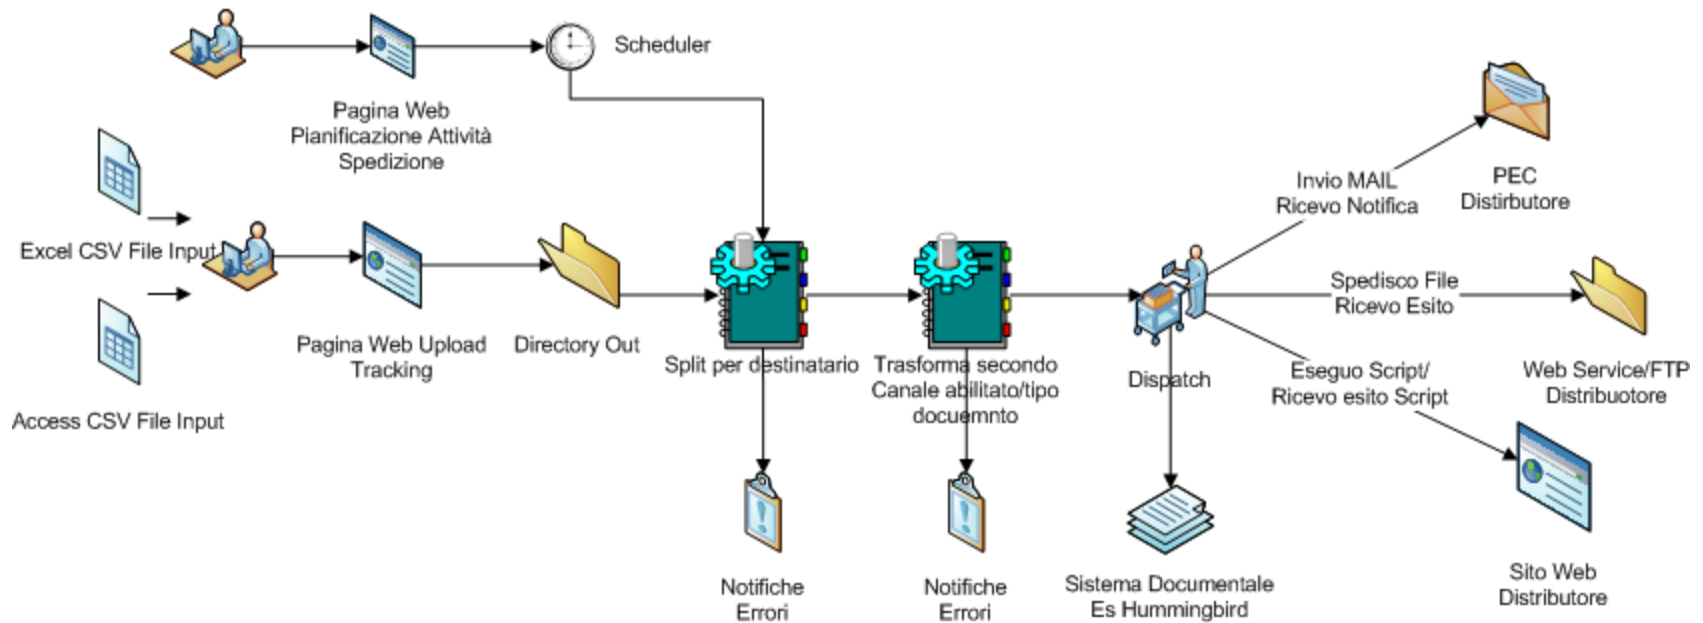 Scheduler
Pagina Web
Pianificazione Attività
Spedizione
Excel CSV File Input
Access CSV File Input
Pagina Web Upload
Tracking
Directory Out
Split per destinatario
Trasforma secondo
Canale abilitato/tipo
docuemnto
Dispatch
Invio MAIL
Ricevo Notifica
PEC
Distirbutore
Spedisco File
Ricevo Esito
Web Service/FTP
Distribuotore
Eseguo Script/
Ricevo esito Script
Sito Web
Distributore
Notifiche
Errori
Notifiche
Errori
Sistema Documentale
Es Hummingbird